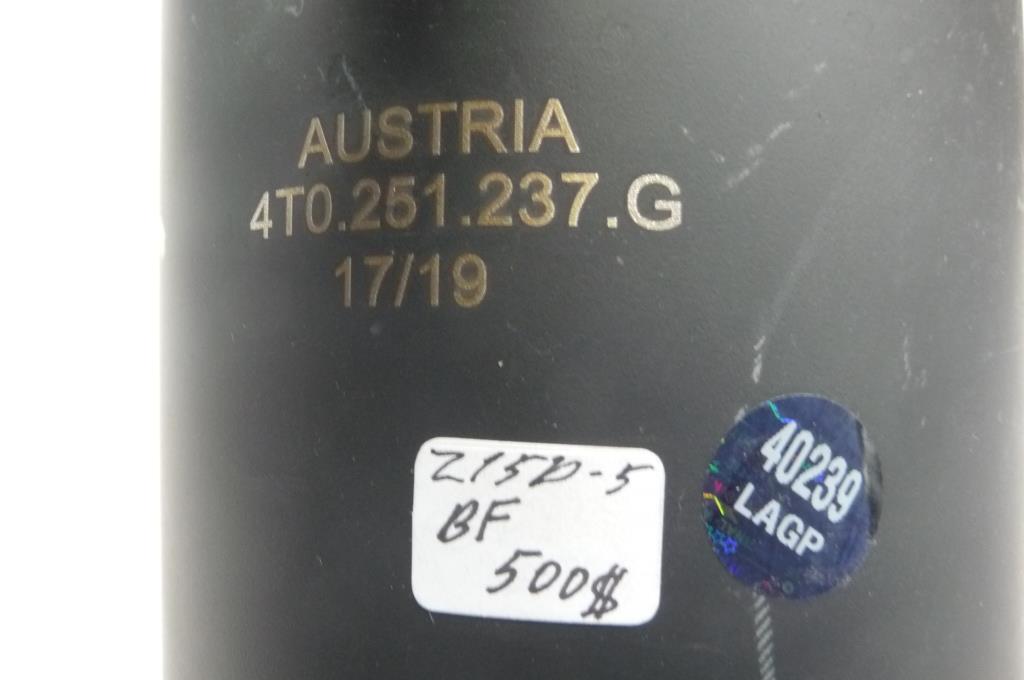 AUSTRIA
4T0.251.237.G
17/19
Z15D-5
BF
500$
40239
LAGP